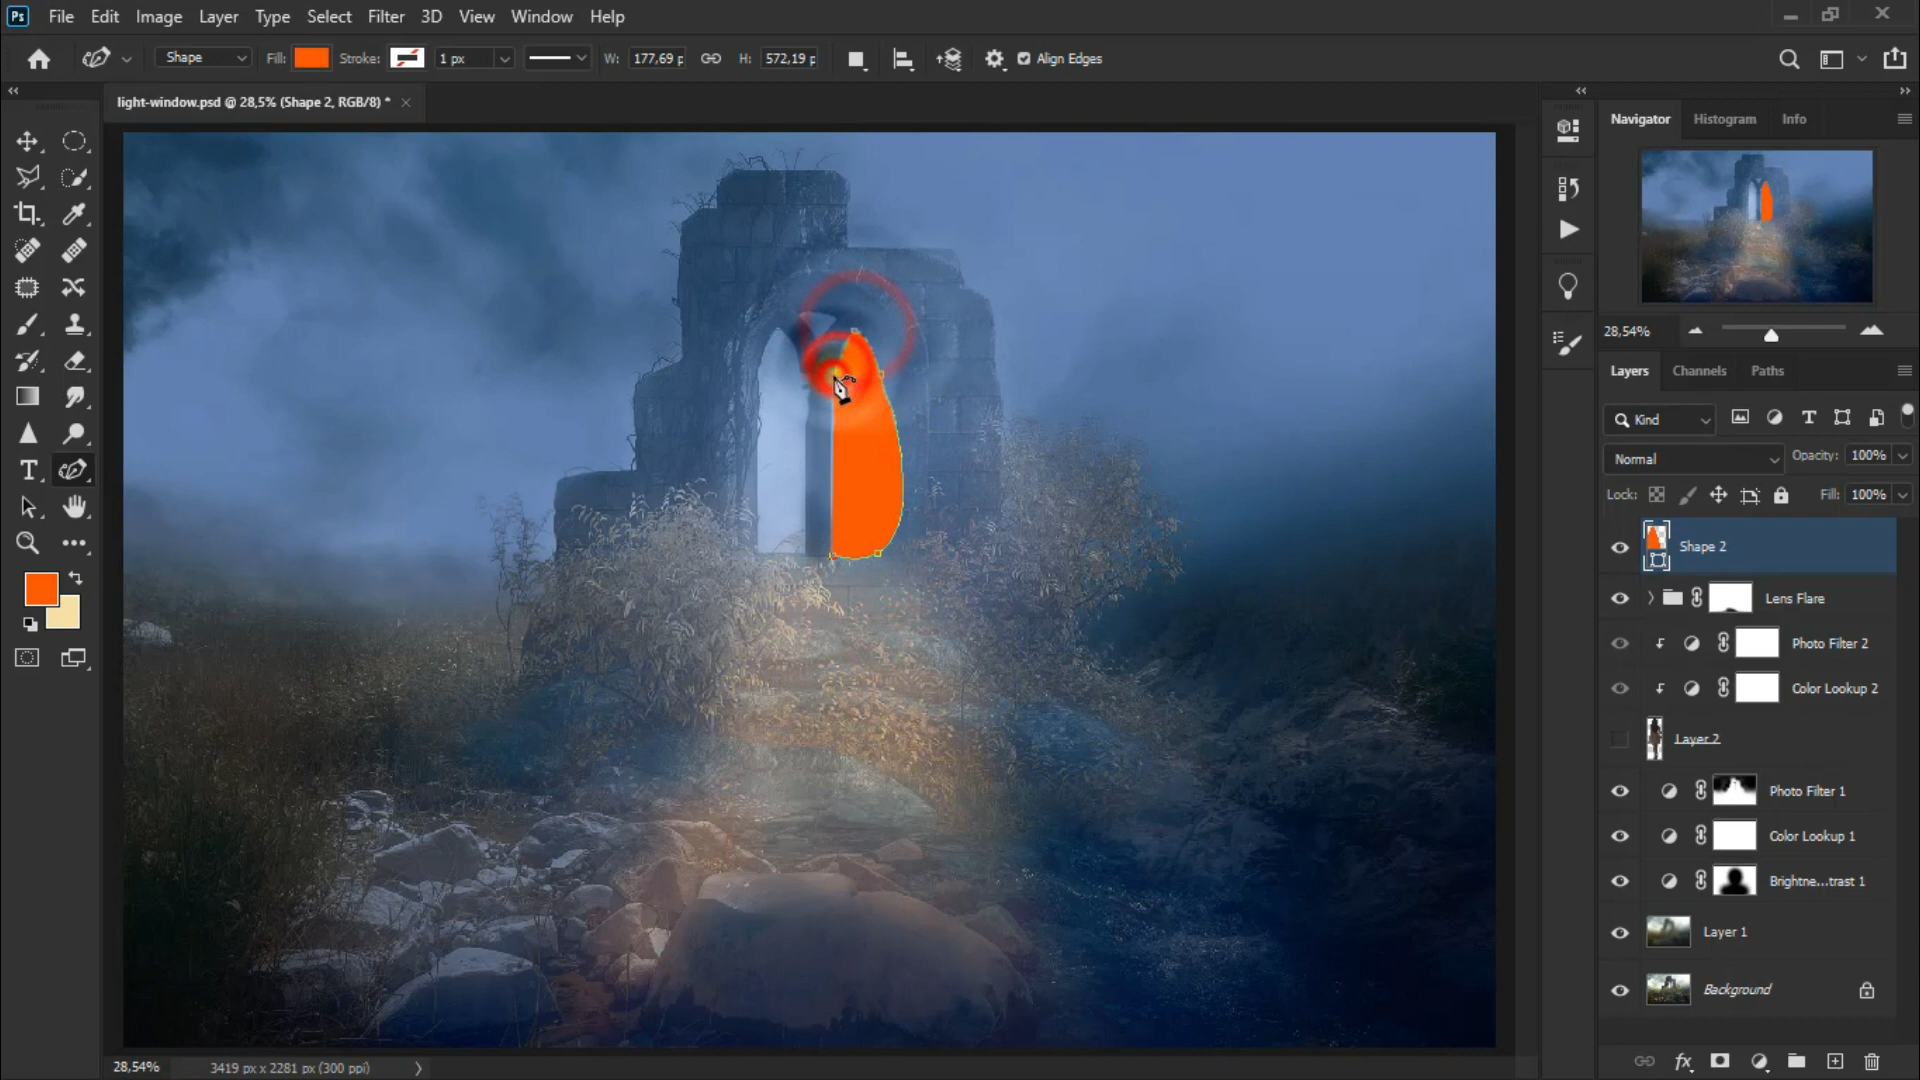 Ps File Edit Image Layer Type Select Filter 3D View Window Help
Shape Fill: Stroke: 1 px W: 177,69 p H: 572,19 p Align Edges
light-window.psd @ 28,5% (Shape 2, RGB/8) *
Navigator Histogram Info
28,54%
Layers Channels Paths
Kind
Normal Opacity: 100%
Lock: Fill: 100%
Shape 2
Lens Flare
Photo Filter 2
Color Lookup 2
Layer 2
Photo Filter 1
Color Lookup 1
Brightne...trast 1
Layer 1
Background
fx
28,54% 3419 px x 2281 px (300 ppi)